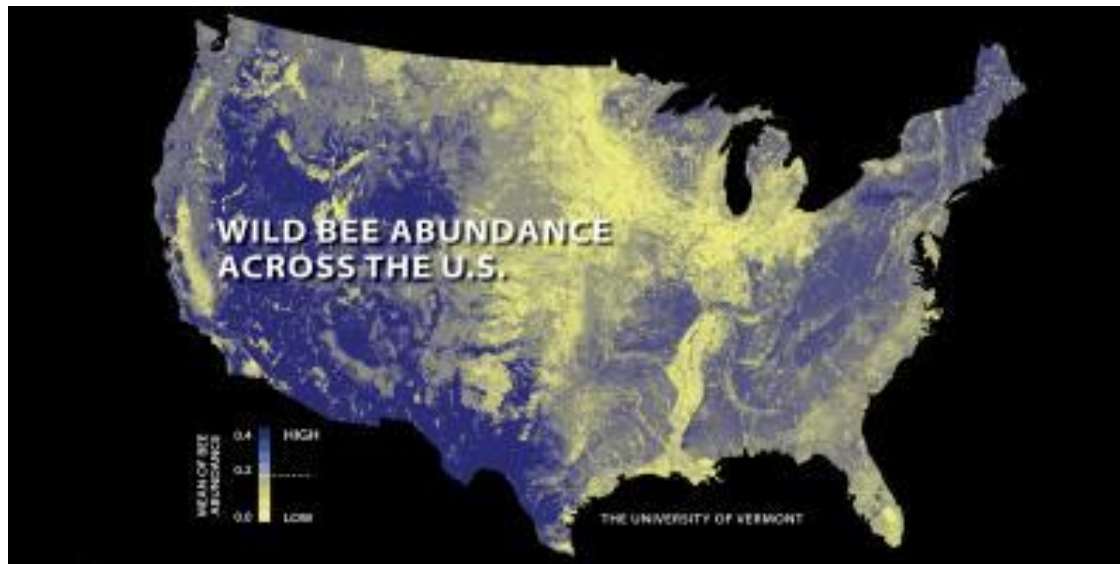 WILD BEE ABUNDANCE
ACROSS THE U.S.
MEAN OF BEE
ABUNDANCE
0.4
HIGH
0.2
0.0
LOW
THE UNIVERSITY OF VERMONT